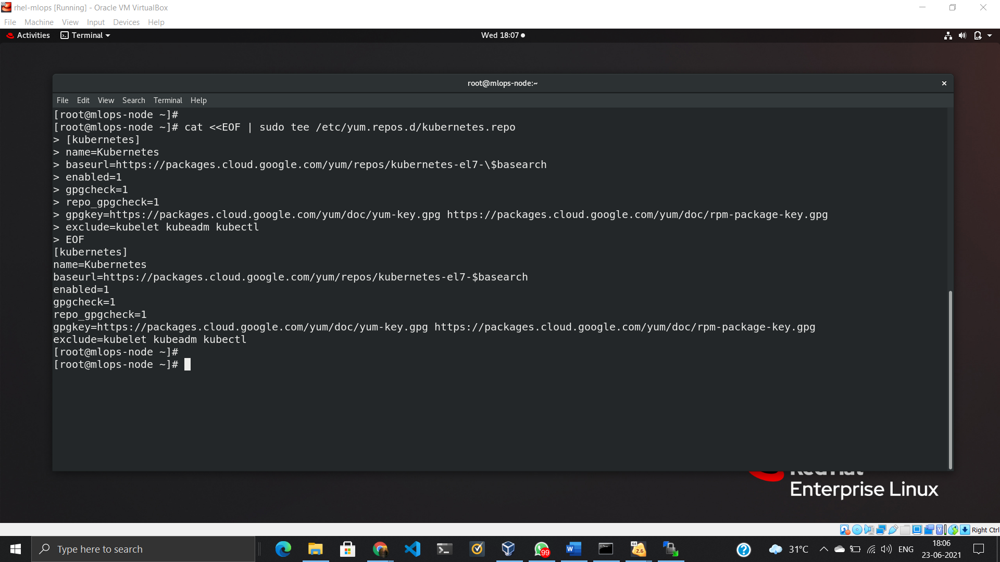 rhel-mlops [Running] - Oracle VM VirtualBox
File Machine View Input Devices Help
Activities Terminal Wed 18:07
root@mlops-node:~
File Edit View Search Terminal Help
[root@mlops-node ~]#
[root@mlops-node ~]# cat <<EOF | sudo tee /etc/yum.repos.d/kubernetes.repo
> [kubernetes]
> name=Kubernetes
> baseurl=https://packages.cloud.google.com/yum/repos/kubernetes-el7-\$basearch
> enabled=1
> gpgcheck=1
> repo_gpgcheck=1
> gpgkey=https://packages.cloud.google.com/yum/doc/yum-key.gpg https://packages.cloud.google.com/yum/doc/rpm-package-key.gpg
> exclude=kubelet kubeadm kubectl
> EOF
[kubernetes]
name=Kubernetes
baseurl=https://packages.cloud.google.com/yum/repos/kubernetes-el7-$basearch
enabled=1
gpgcheck=1
repo_gpgcheck=1
gpgkey=https://packages.cloud.google.com/yum/doc/yum-key.gpg https://packages.cloud.google.com/yum/doc/rpm-package-key.gpg
exclude=kubelet kubeadm kubectl
[root@mlops-node ~]#
[root@mlops-node ~]#
Red Hat
Enterprise Linux
Right Ctrl
Type here to search
99
64
2.6
31°C
ENG
18:06
23-06-2021